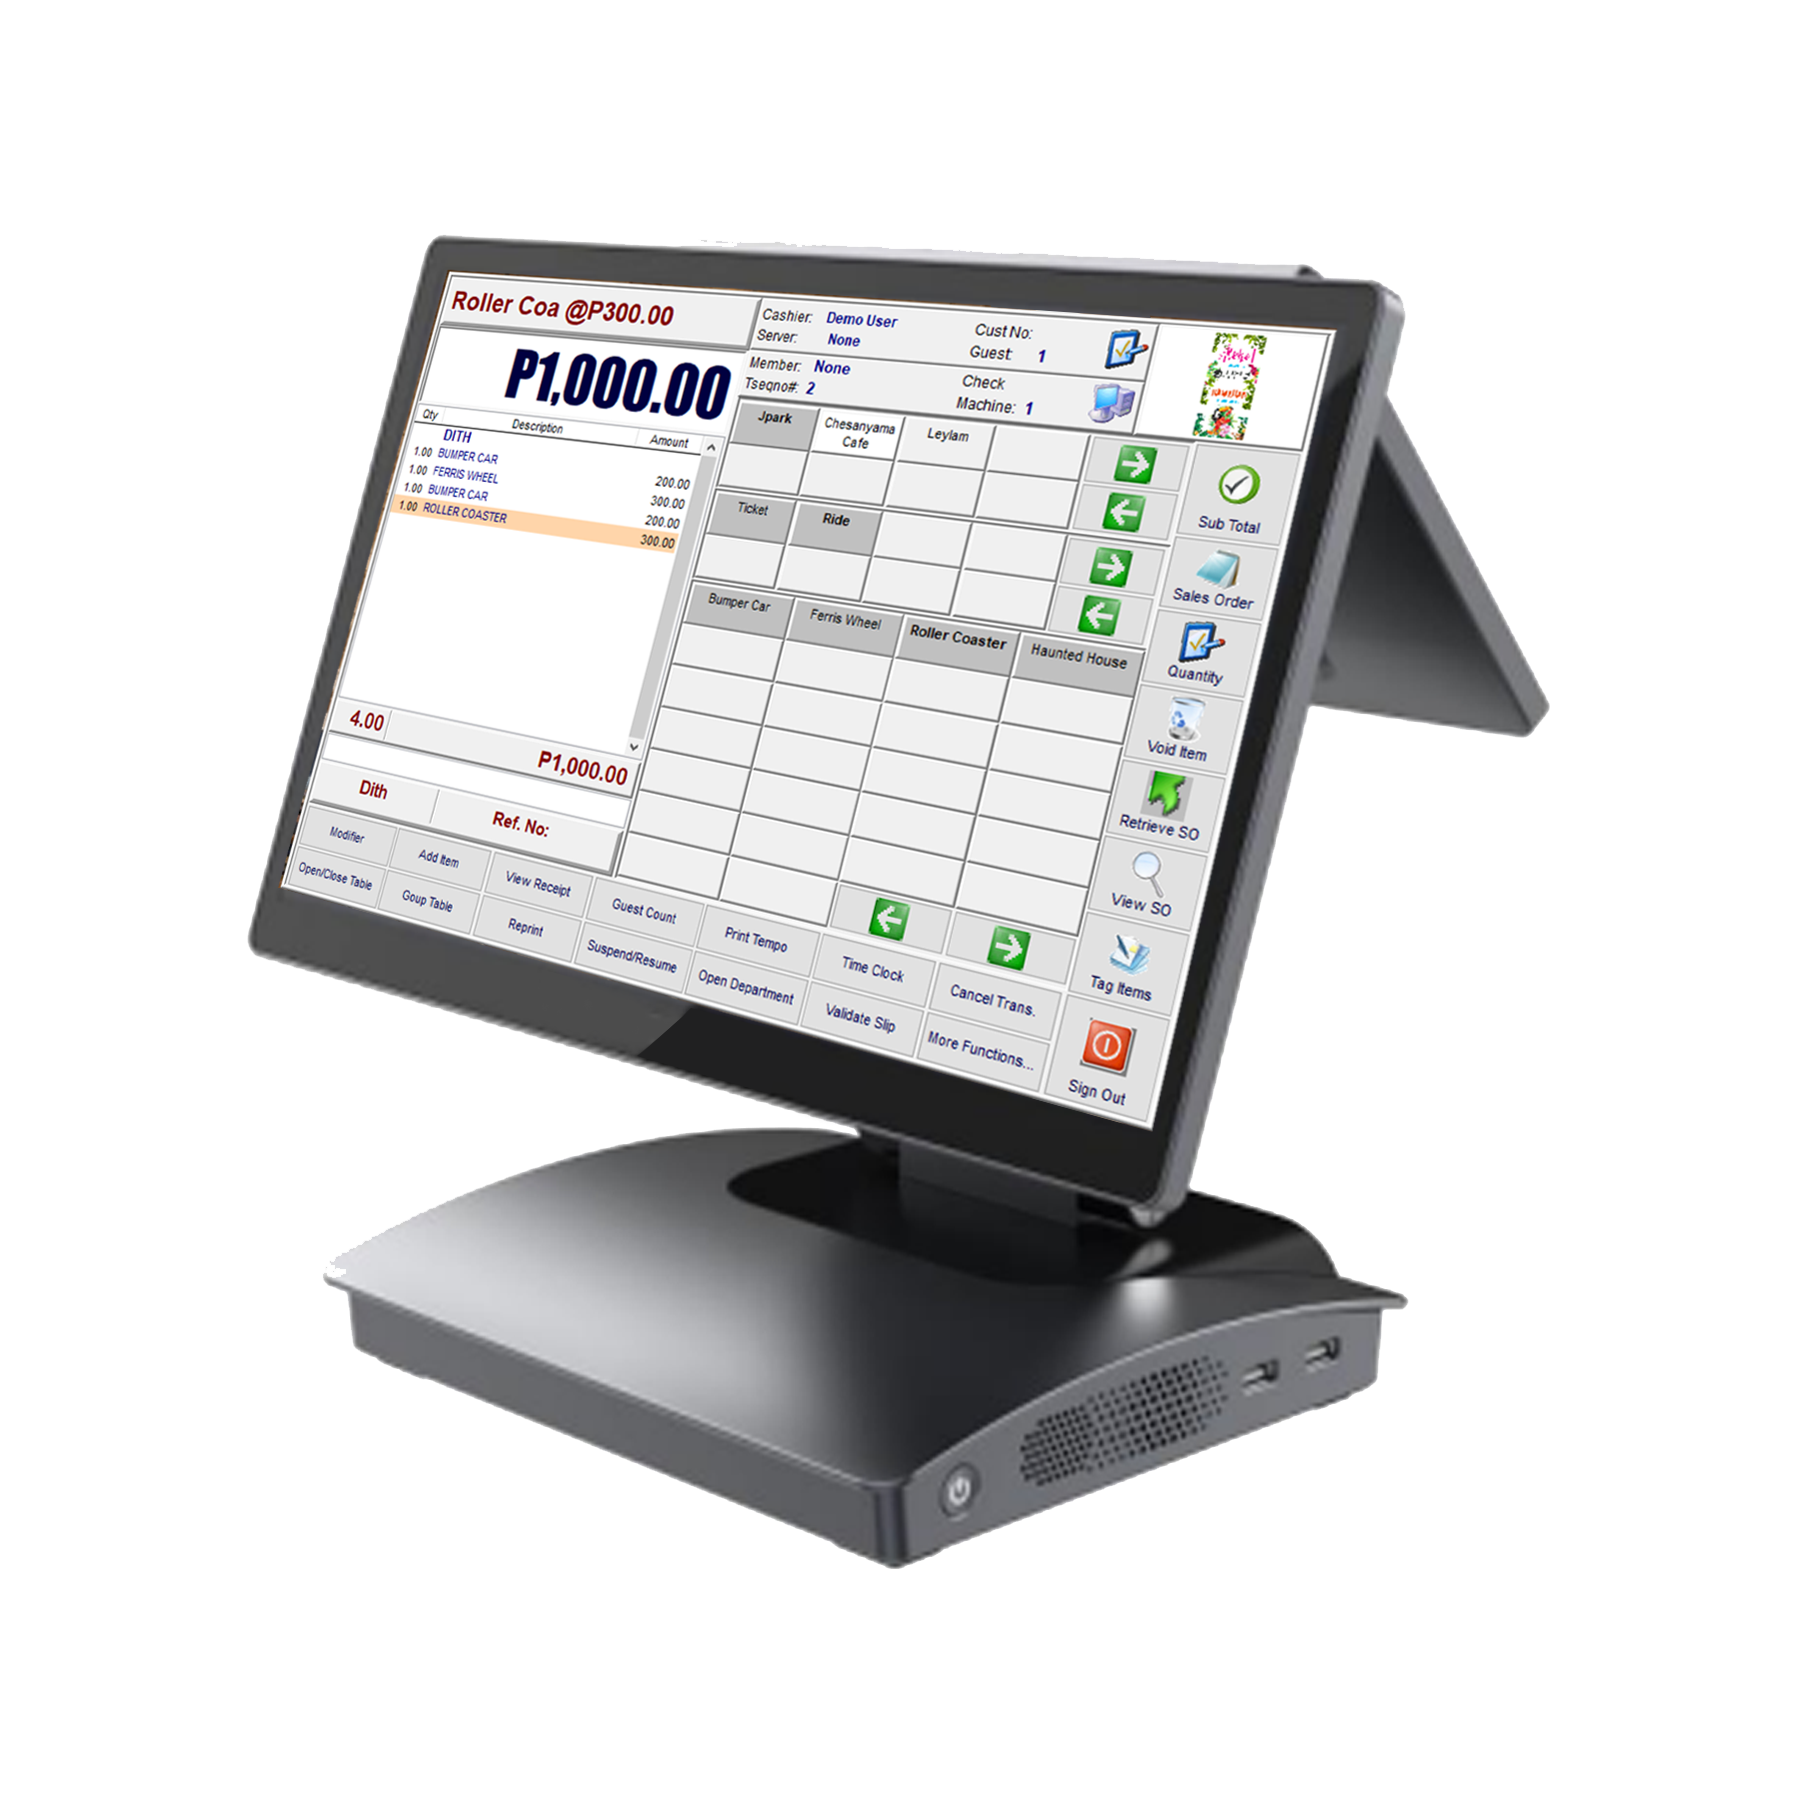 Roller Coa @P300.00
P1,000.00
Qty Description Amount
DITH
1.00 BUMPER CAR 200.00
1.00 FERRIS WHEEL 300.00
1.00 BUMPER CAR 200.00
1.00 ROLLER COASTER 300.00
4.00
P1,000.00
Dith Ref. No:
Cashier: Demo User Cust No:
Server: None Guest: 1
Member: None Check
Tseqno#: 2 Machine: 1
Jpark Chesanyama Leylam
Cafe
Ticket Ride
Bumper Car Ferris Wheel Roller Coaster Haunted House
Sub Total
Sales Order
Quantity
Void Item
Retrieve SO
View SO
Tag Items
Sign Out
Modifier Add Item View Receipt Guest Count Print Tempo Time Clock Cancel Trans.
Open/Close Table Goup Table Reprint Suspend/Resume Open Department Validate Slip More Functions...